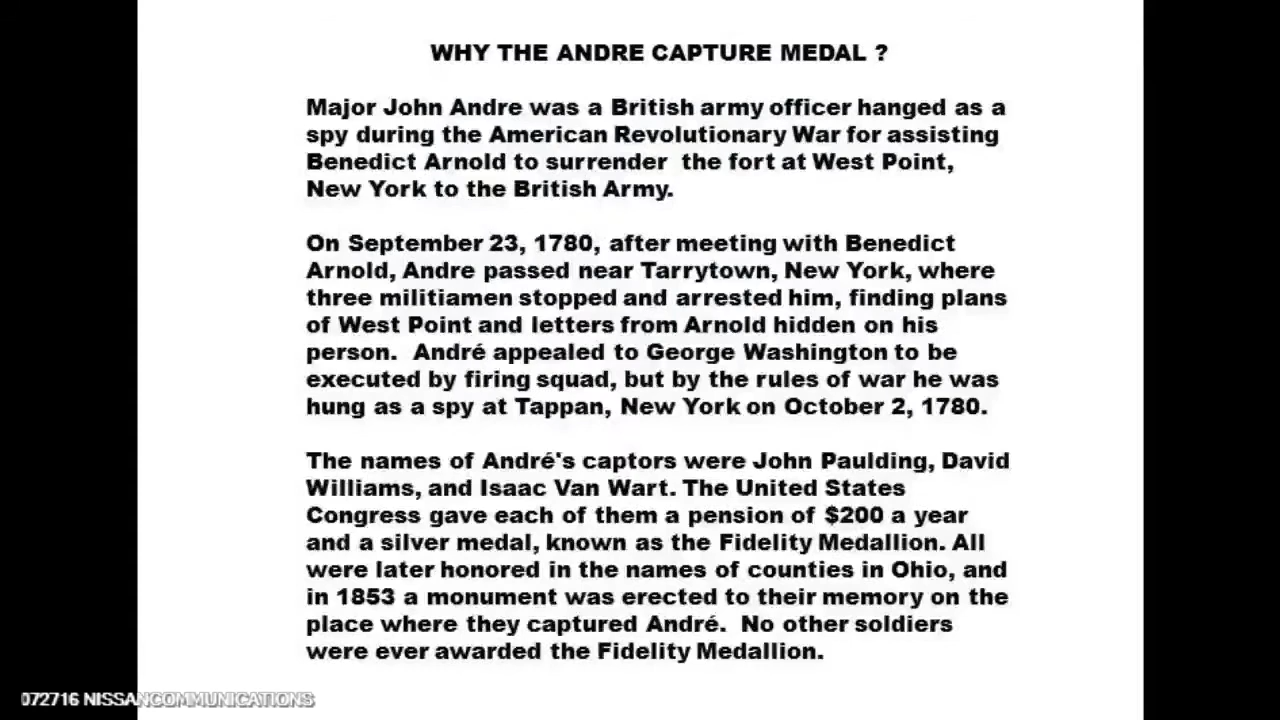 WHY THE ANDRE CAPTURE MEDAL ?
Major John Andre was a British army officer hanged as a
spy during the American Revolutionary War for assisting
Benedict Arnold to surrender the fort at West Point,
New York to the British Army.
On September 23, 1780, after meeting with Benedict
Arnold, Andre passed near Tarrytown, New York, where
three militiamen stopped and arrested him, finding plans
of West Point and letters from Arnold hidden on his
person. André appealed to George Washington to be
executed by firing squad, but by the rules of war he was
hung as a spy at Tappan, New York on October 2, 1780.
The names of André's captors were John Paulding, David
Williams, and Isaac Van Wart. The United States
Congress gave each of them a pension of $200 a year
and a silver medal, known as the Fidelity Medallion. All
were later honored in the names of counties in Ohio, and
in 1853 a monument was erected to their memory on the
place where they captured André. No other soldiers
were ever awarded the Fidelity Medallion.
072716 NISSANCOMMUNICATIONS